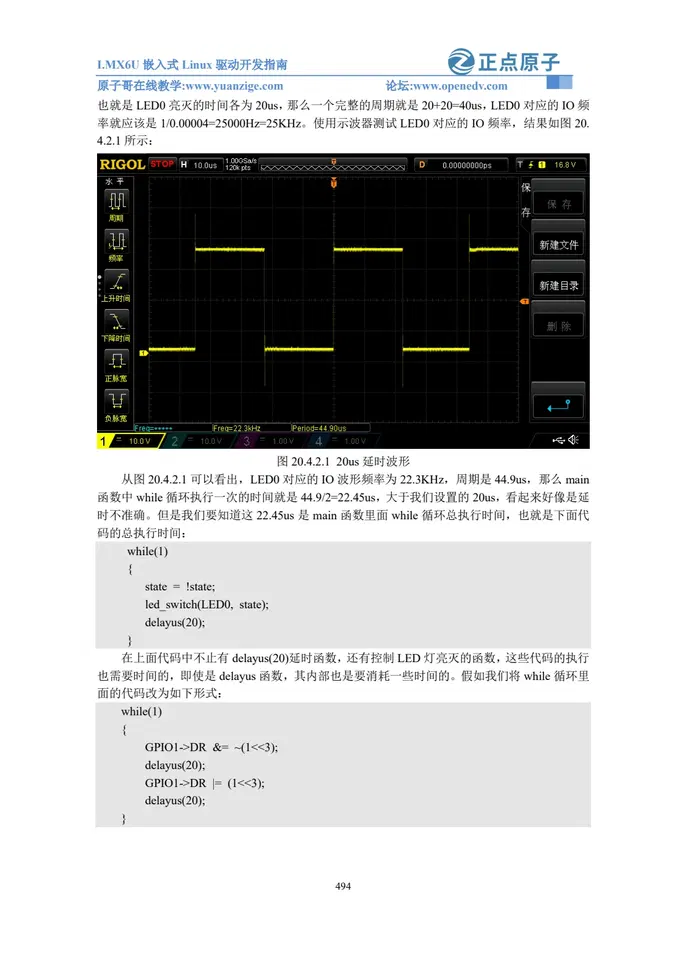 I.MX6U 嵌入式 Linux 驱动开发指南
正点原子
原子哥在线教学:www.yuanzige.com 论坛:www.openedv.com
也就是 LED0 亮灭的时间各为 20us，那么一个完整的周期就是 20+20=40us，LED0 对应的 IO 频
率就应该是 1/0.00004=25000Hz=25KHz。使用示波器测试 LED0 对应的 IO 频率，结果如图 20.
4.2.1 所示：
RIGOL STOP H 10.0us 1.00GSa/s 120k pts D 0.00000000ps T 1 16.8 V
水平
周期
频率
上升时间
下降时间
正脉宽
负脉宽
保存
保 存
新建文件
新建目录
删 除
Freq=***** Freq=22.3kHz Period=44.90us
1 = 10.0 V 2 = 10.0 V 3 = 1.00 V 4 = 1.00 V
图 20.4.2.1 20us 延时波形
从图 20.4.2.1 可以看出，LED0 对应的 IO 波形频率为 22.3KHz，周期是 44.9us，那么 main
函数中 while 循环执行一次的时间就是 44.9/2=22.45us，大于我们设置的 20us，看起来好像是延
时不准确。但是我们要知道这 22.45us 是 main 函数里面 while 循环总执行时间，也就是下面代
码的总执行时间：
while(1)
{
state = !state;
led_switch(LED0, state);
delayus(20);
}
在上面代码中不止有 delayus(20)延时函数，还有控制 LED 灯亮灭的函数，这些代码的执行
也需要时间的，即使是 delayus 函数，其内部也是要消耗一些时间的。假如我们将 while 循环里
面的代码改为如下形式：
while(1)
{
GPIO1->DR &= ~(1<<3);
delayus(20);
GPIO1->DR |= (1<<3);
delayus(20);
}
494